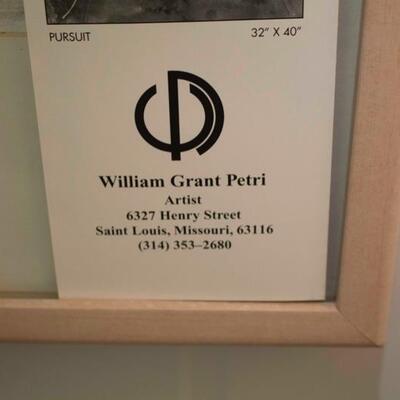 PURSUIT 32" X 40"
William Grant Petri
Artist
6327 Henry Street
Saint Louis, Missouri, 63116
(314) 353–2680